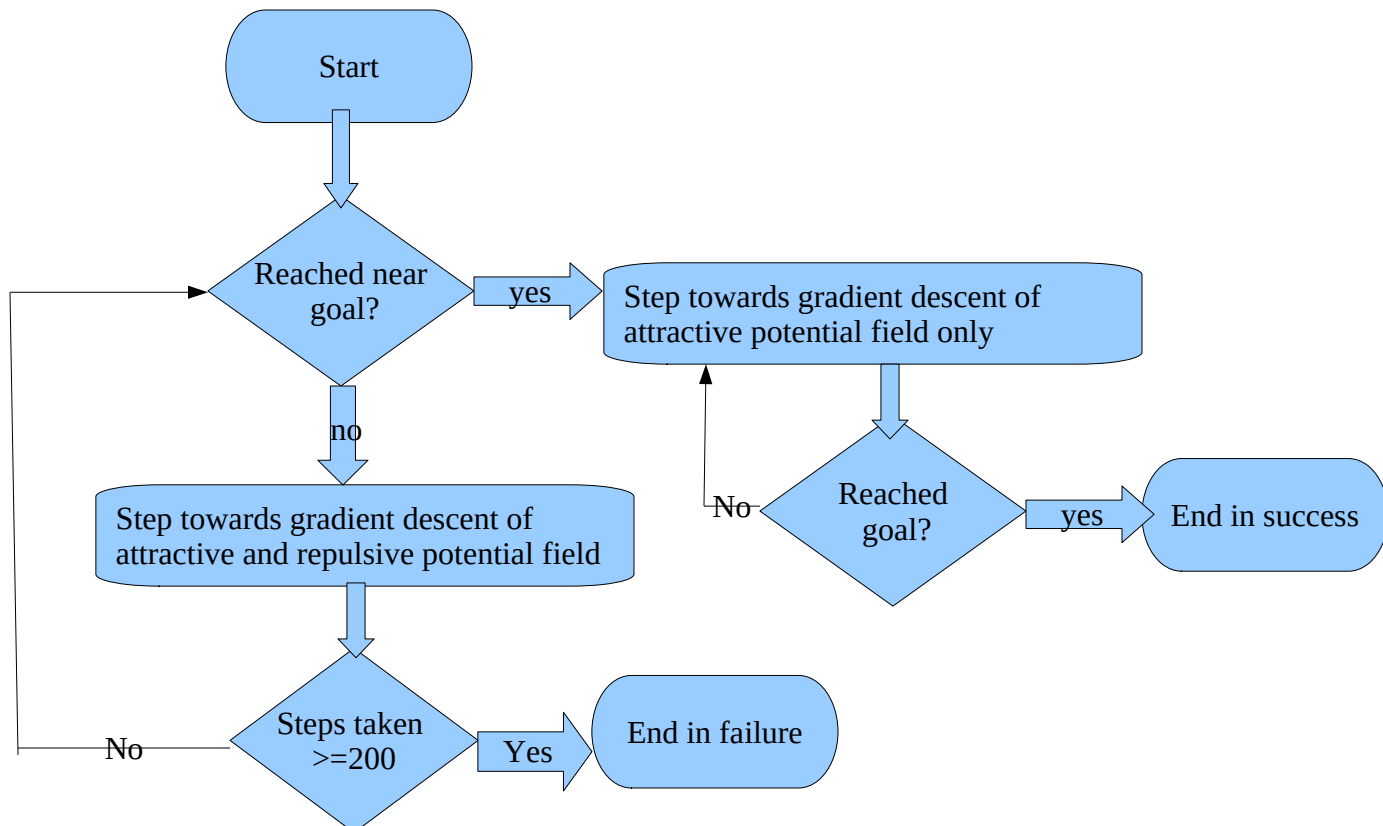 Start
Reached near
goal?
yes
Step towards gradient descent of
attractive potential field only
no
Step towards gradient descent of
attractive and repulsive potential field
No
Reached
goal?
yes
End in success
Steps taken
>=200
No
Yes
End in failure